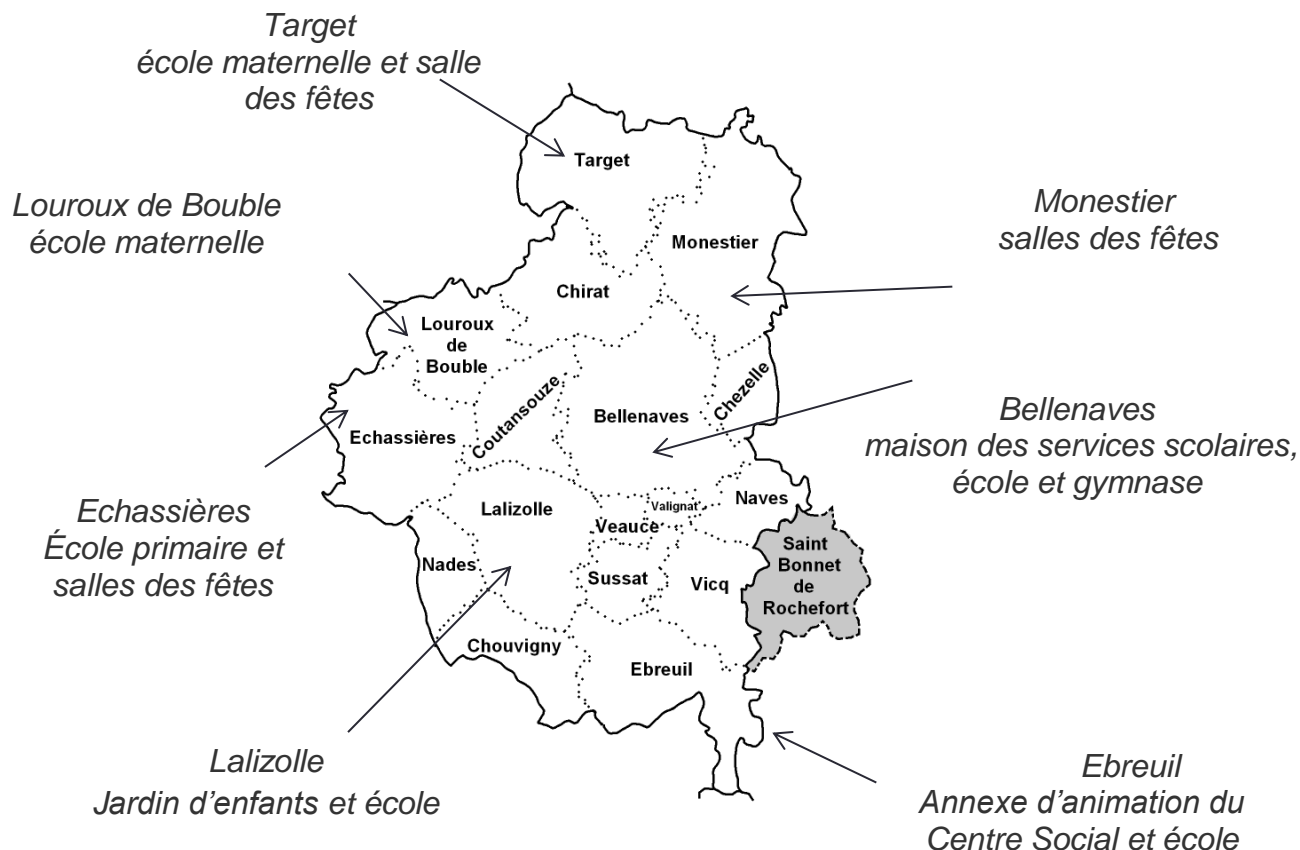 Target
école maternelle et salle
des fêtes
Louroux de Bouble
école maternelle
Monestier
salles des fêtes
Target
Monestier
Chirat
Louroux
de
Bouble
Chezelle
Coutansouze
Bellenaves
Echassières
Bellenaves
maison des services scolaires,
école et gymnase
Echassières
École primaire et
salles des fêtes
Lalizolle
Veauce
Valignat
Naves
Nades
Sussat
Vicq
Saint
Bonnet
de
Rochefort
Chouvigny
Ebreuil
Lalizolle
Jardin d’enfants et école
Ebreuil
Annexe d’animation du
Centre Social et école